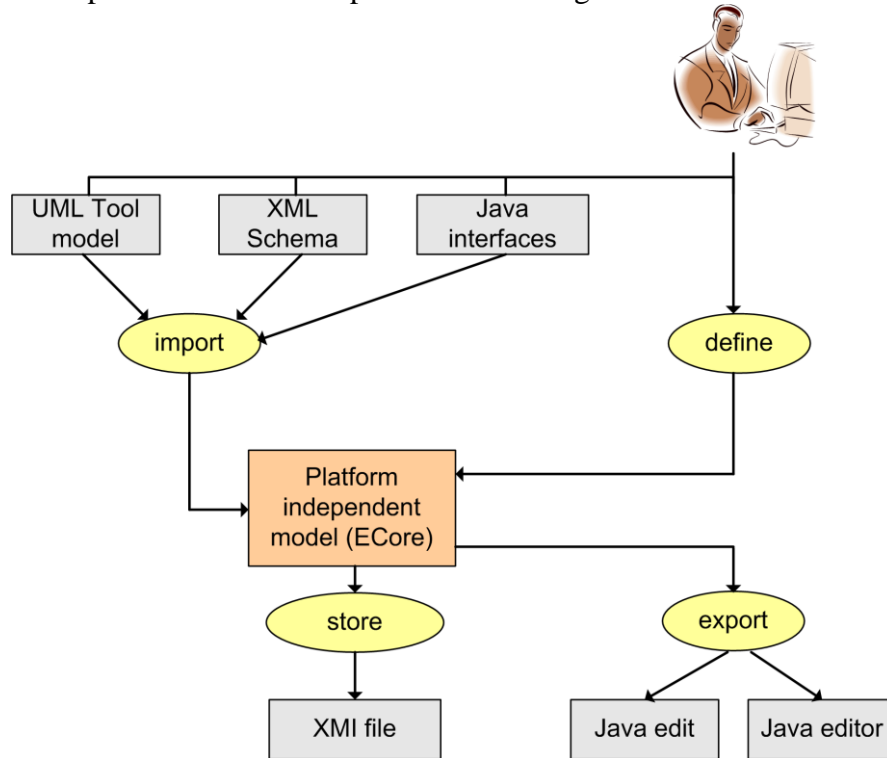 UML Tool
model
XML
Schema
Java
interfaces
import
define
Platform
independent
model (ECore)
store
export
XMI file
Java edit
Java editor